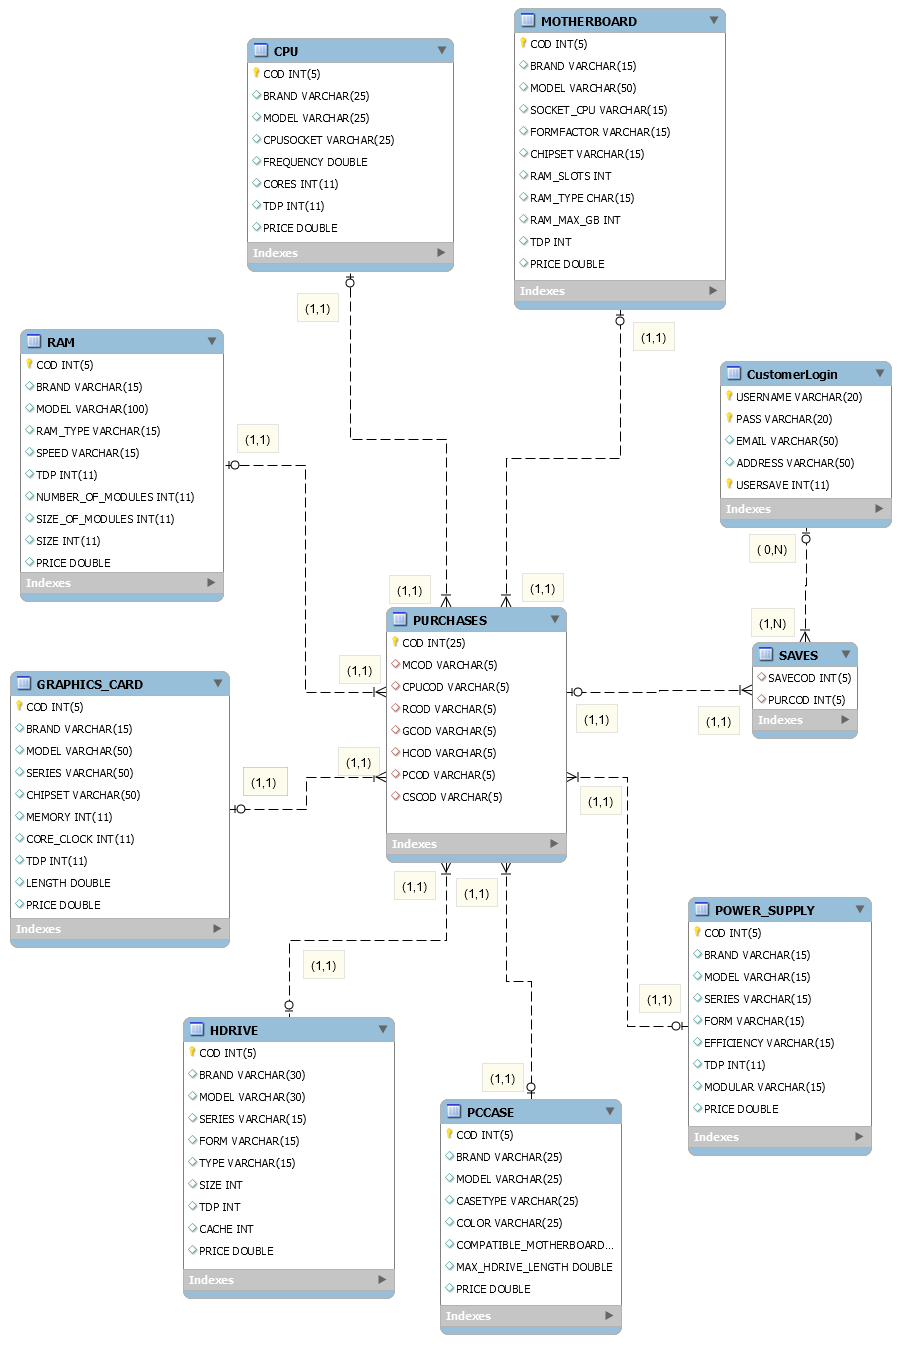 CPU
COD INT(5)
BRAND VARCHAR(25)
MODEL VARCHAR(25)
CPUSOCKET VARCHAR(25)
FREQUENCY DOUBLE
CORES INT(11)
TDP INT(11)
PRICE DOUBLE
Indexes
(1,1)
MOTHERBOARD
COD INT(5)
BRAND VARCHAR(15)
MODEL VARCHAR(50)
SOCKET_CPU VARCHAR(15)
FORMFACTOR VARCHAR(15)
CHIPSET VARCHAR(15)
RAM_SLOTS INT
RAM_TYPE CHAR(15)
RAM_MAX_GB INT
TDP INT
PRICE DOUBLE
Indexes
(1,1)
RAM
COD INT(5)
BRAND VARCHAR(15)
MODEL VARCHAR(100)
RAM_TYPE VARCHAR(15)
SPEED VARCHAR(15)
TDP INT(11)
NUMBER_OF_MODULES INT(11)
SIZE_OF_MODULES INT(11)
SIZE INT(11)
PRICE DOUBLE
Indexes
(1,1)
CustomerLogin
USERNAME VARCHAR(20)
PASS VARCHAR(20)
EMAIL VARCHAR(50)
ADDRESS VARCHAR(50)
USERSAVE INT(11)
Indexes
( 0,N)
(1,N)
(1,1)
(1,1)
PURCHASES
COD INT(25)
MCOD VARCHAR(5)
CPUCOD VARCHAR(5)
RCOD VARCHAR(5)
GCOD VARCHAR(5)
HCOD VARCHAR(5)
PCOD VARCHAR(5)
CSCOD VARCHAR(5)
Indexes
(1,1)
(1,1)
(1,1)
(1,1)
(1,1)
SAVES
SAVECOD INT(5)
PURCOD INT(5)
Indexes
GRAPHICS_CARD
COD INT(5)
BRAND VARCHAR(15)
MODEL VARCHAR(50)
SERIES VARCHAR(50)
CHIPSET VARCHAR(50)
MEMORY INT(11)
CORE_CLOCK INT(11)
TDP INT(11)
LENGTH DOUBLE
PRICE DOUBLE
Indexes
(1,1)
(1,1)
(1,1)
(1,1)
HDRIVE
COD INT(5)
BRAND VARCHAR(30)
MODEL VARCHAR(30)
SERIES VARCHAR(15)
FORM VARCHAR(15)
TYPE VARCHAR(15)
SIZE INT
TDP INT
CACHE INT
PRICE DOUBLE
Indexes
(1,1)
PCCASE
COD INT(5)
BRAND VARCHAR(25)
MODEL VARCHAR(25)
CASETYPE VARCHAR(25)
COLOR VARCHAR(25)
COMPATIBLE_MOTHERBOARD...
MAX_HDRIVE_LENGTH DOUBLE
PRICE DOUBLE
Indexes
(1,1)
POWER_SUPPLY
COD INT(5)
BRAND VARCHAR(15)
MODEL VARCHAR(15)
SERIES VARCHAR(15)
FORM VARCHAR(15)
EFFICIENCY VARCHAR(15)
TDP INT(11)
MODULAR VARCHAR(15)
PRICE DOUBLE
Indexes